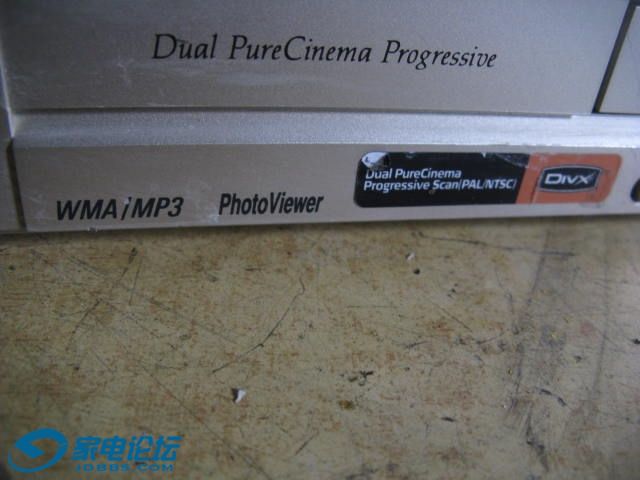 Dual PureCinema Progressive
WMA/MP3
PhotoViewer
Dual PureCinema
Progressive Scan(PAL/NTSC)
DIVX
家电论坛
JDBBS.COM